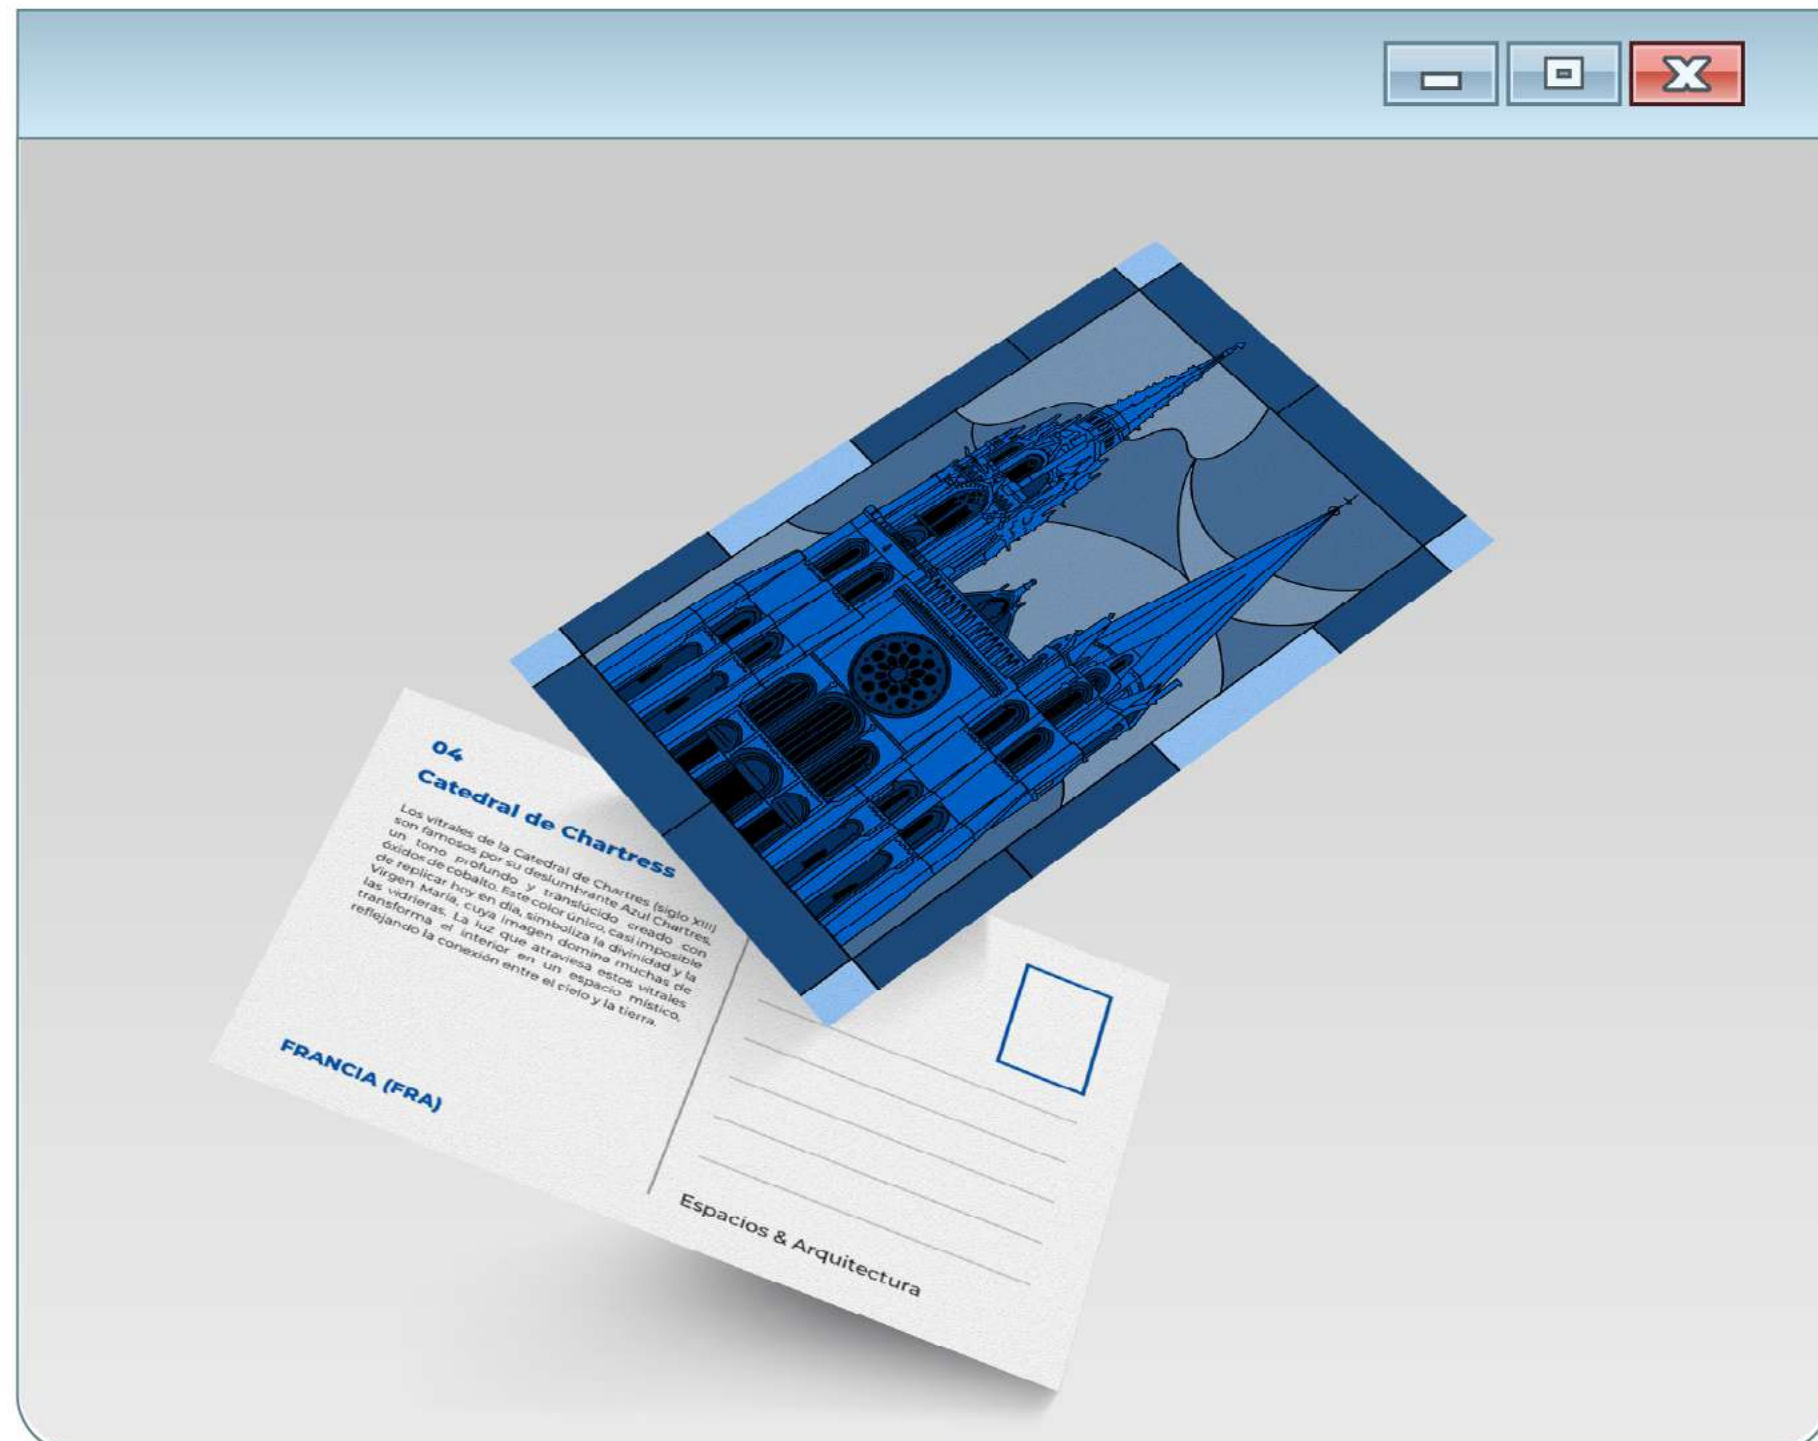 04
Catedral de Chartress
Los vitrales de la Catedral de Chartres (siglo XIII)
son famosos por su deslumbrante Azul Chartres,
un tono profundo y translúcido creado con
óxidos de cobalto. Este color único, casi imposible
de replicar hoy en día, simboliza la divinidad y la
Virgen María, cuya imagen domina muchas de
las vidrieras. La luz que atraviesa estos vitrales
transforma el interior en un espacio místico,
reflejando la conexión entre el cielo y la tierra.
FRANCIA (FRA)
Espacios & Arquitectura